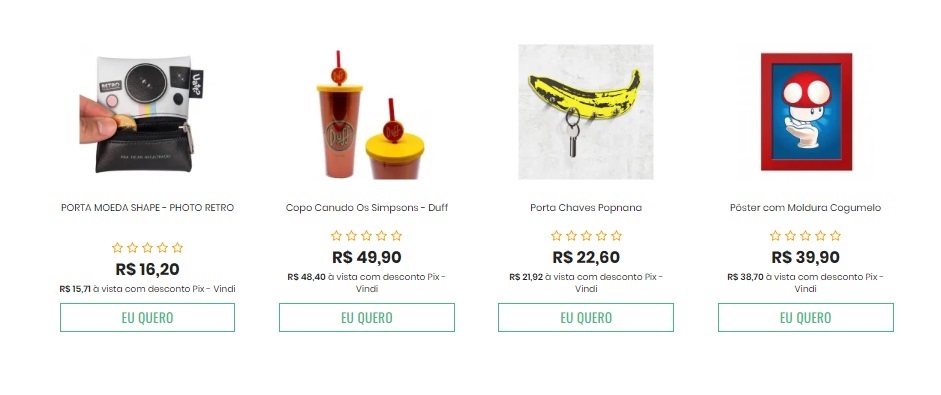 PORTA MOEDA SHAPE - PHOTO RETRO
R$ 16,20
R$ 15,71 à vista com desconto Pix - Vindi
EU QUERO
Duff
Copo Canudo Os Simpsons - Duff
R$ 49,90
R$ 48,40 à vista com desconto Pix -
Vindi
EU QUERO
Porta Chaves Popnana
R$ 22,60
R$ 21,92 à vista com desconto Pix -
Vindi
EU QUERO
Pôster com Moldura Cogumelo
R$ 39,90
R$ 38,70 à vista com desconto Pix -
Vindi
EU QUERO